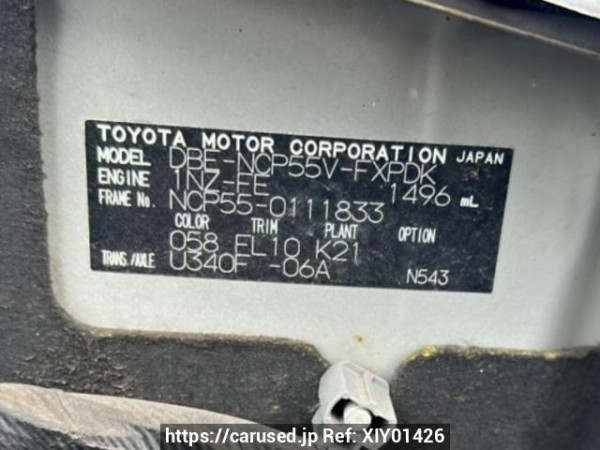 TOYOTA MOTOR CORPORATION JAPAN
MODEL DBE-NCP55V-FXPDK
ENGINE 1NZ-FE 1496 mL
FRAME No. NCP55-0111833
COLOR TRIM PLANT OPTION
058 FL10 K21
TRANS./AXLE U340F -06A N543
https://carused.jp Ref: XIY01426